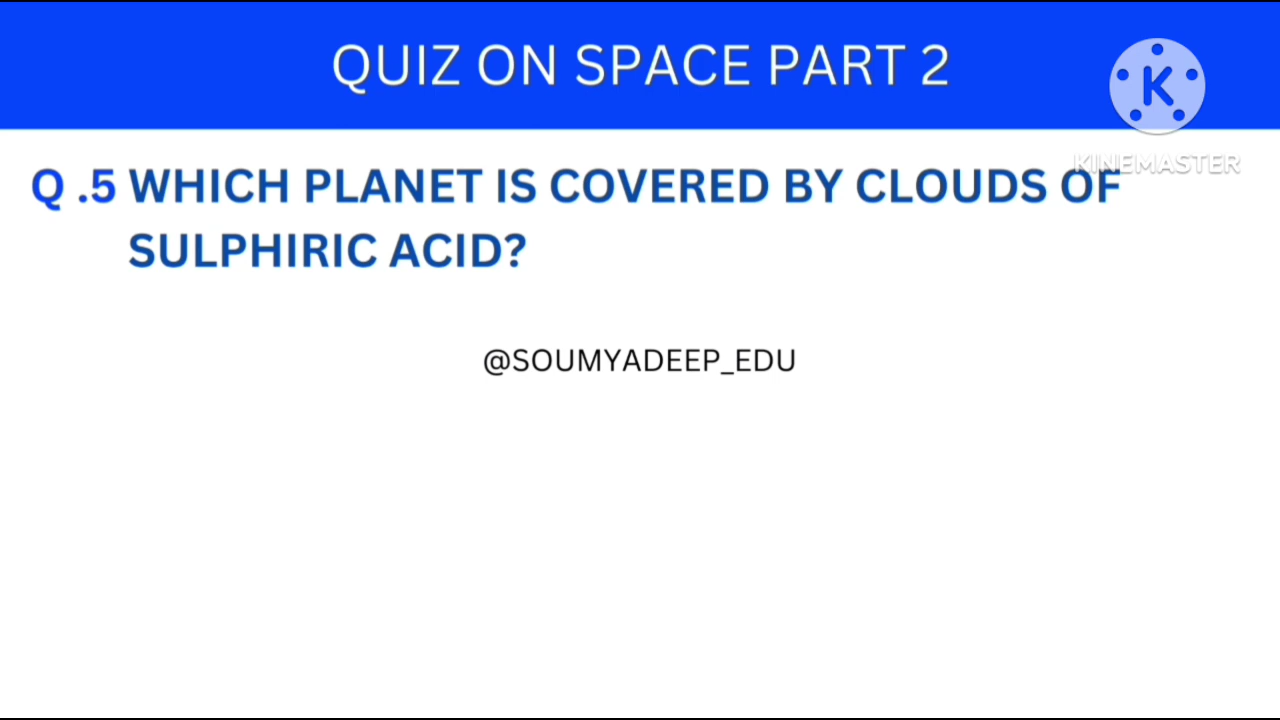 QUIZ ON SPACE PART 2
K
KINEMASTER
Q .5 WHICH PLANET IS COVERED BY CLOUDS OF
SULPHIRIC ACID?
@SOUMYADEEP_EDU